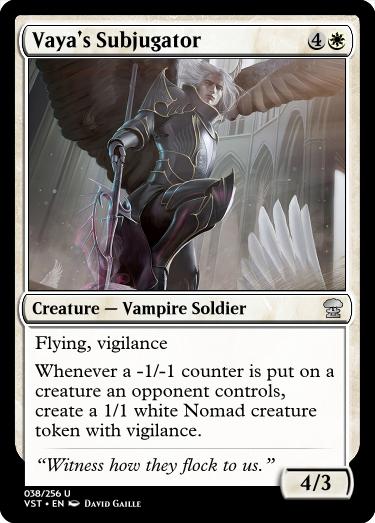 Vaya's Subjugator 4
Creature — Vampire Soldier
Flying, vigilance
Whenever a -1/-1 counter is put on a
creature an opponent controls,
create a 1/1 white Nomad creature
token with vigilance.
“Witness how they flock to us.”
4/3
038/256 U
VST • EN DAVID GAILLE